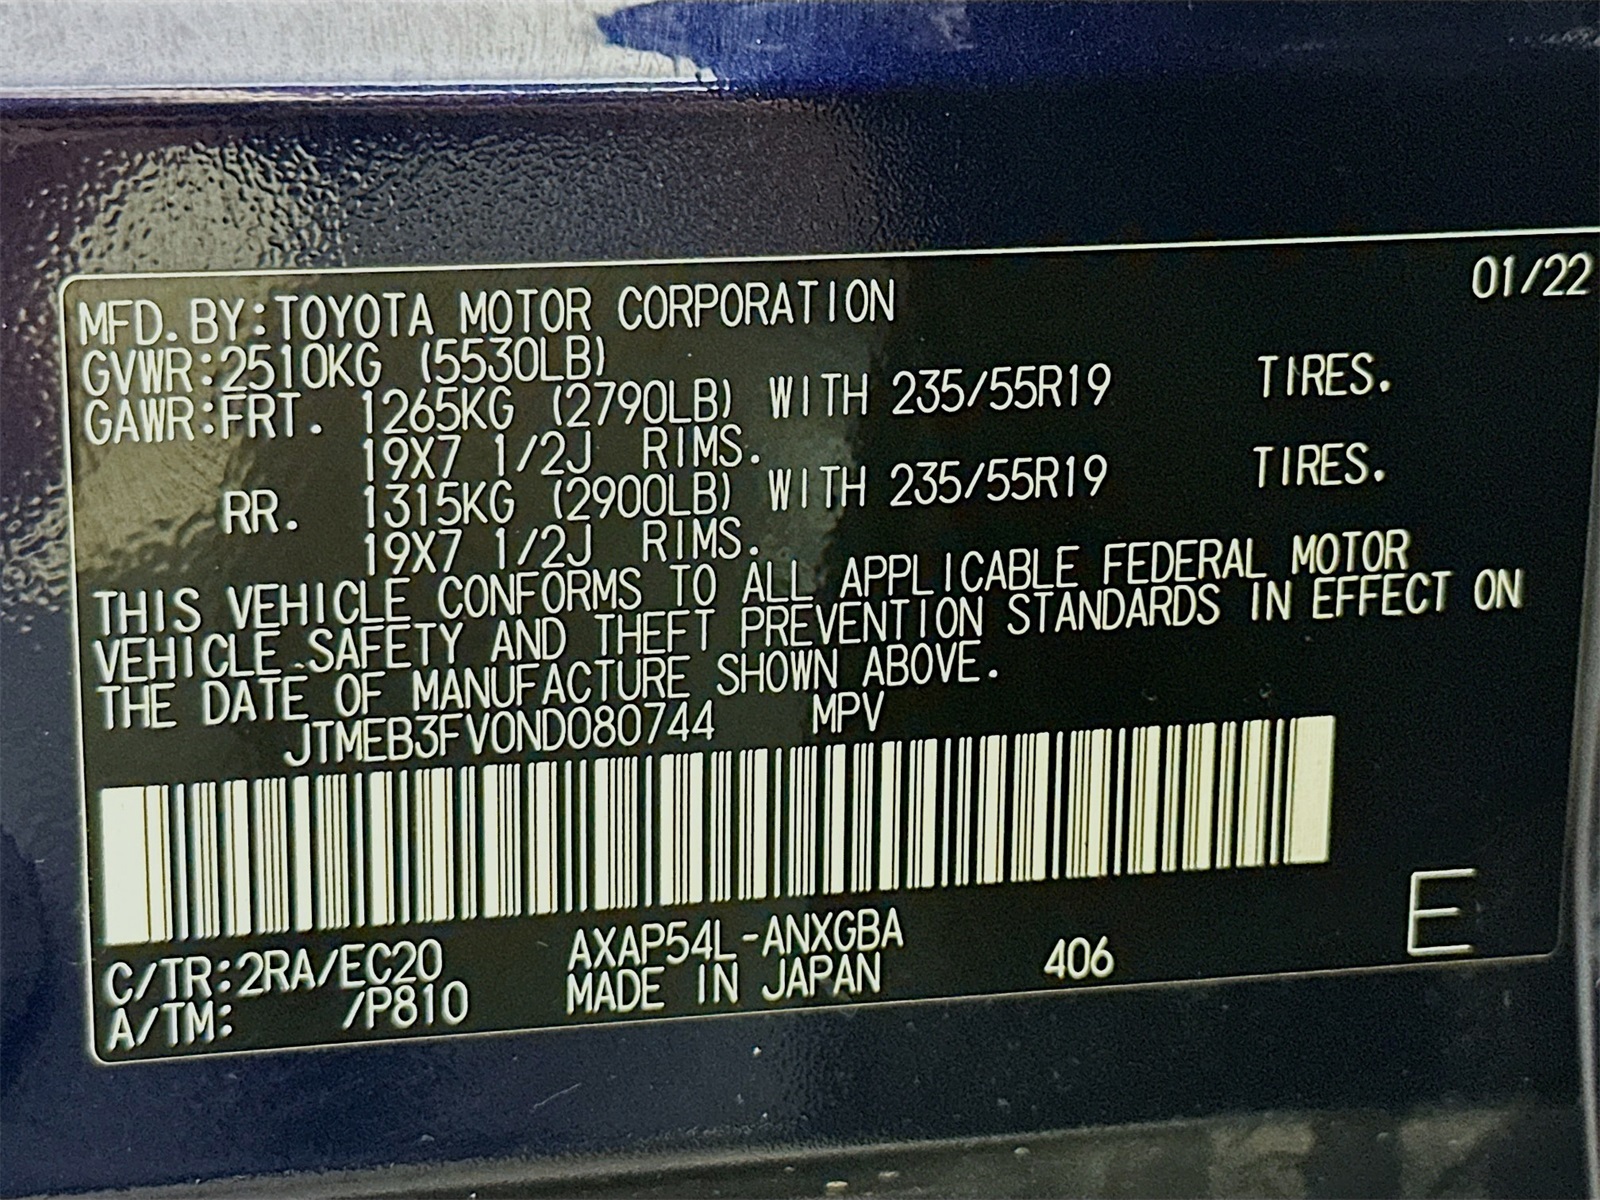 01/22
MFD. BY: TOYOTA MOTOR CORPORATION
GVWR: 2510KG (5530LB)
GAWR: FRT. 1265KG (2790LB) WITH 235/55R19 TIRES.
19X7 1/2J RIMS.
RR. 1315KG (2900LB) WITH 235/55R19 TIRES.
19X7 1/2J RIMS.
THIS VEHICLE CONFORMS TO ALL APPLICABLE FEDERAL MOTOR
VEHICLE SAFETY AND THEFT PREVENTION STANDARDS IN EFFECT ON
THE DATE OF MANUFACTURE SHOWN ABOVE.
JTMEB3FV0ND080744 MPV
C/TR: 2RA/EC20 AXAP54L-ANXGBA 406 E
A/TM: /P810 MADE IN JAPAN